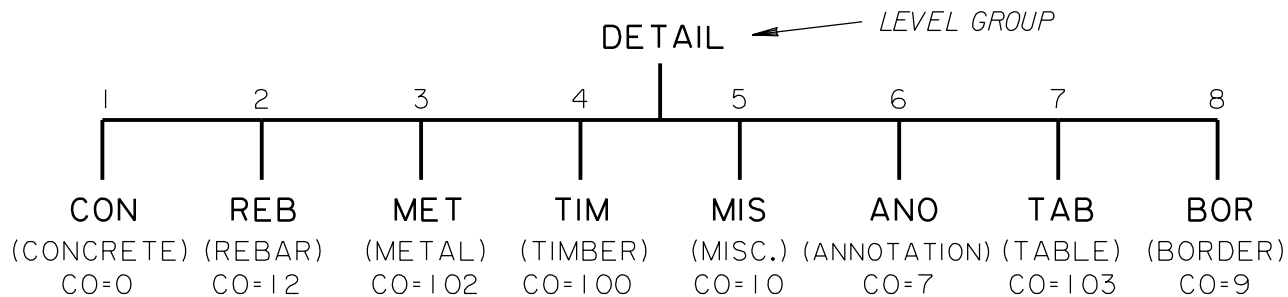 LEVEL GROUP
DETAIL
1 2 3 4 5 6 7 8
CON REB MET TIM MIS ANO TAB BOR
(CONCRETE) (REBAR) (METAL) (TIMBER) (MISC.) (ANNOTATION) (TABLE) (BORDER)
CO=0 CO=12 CO=102 CO=100 CO=10 CO=7 CO=103 CO=9